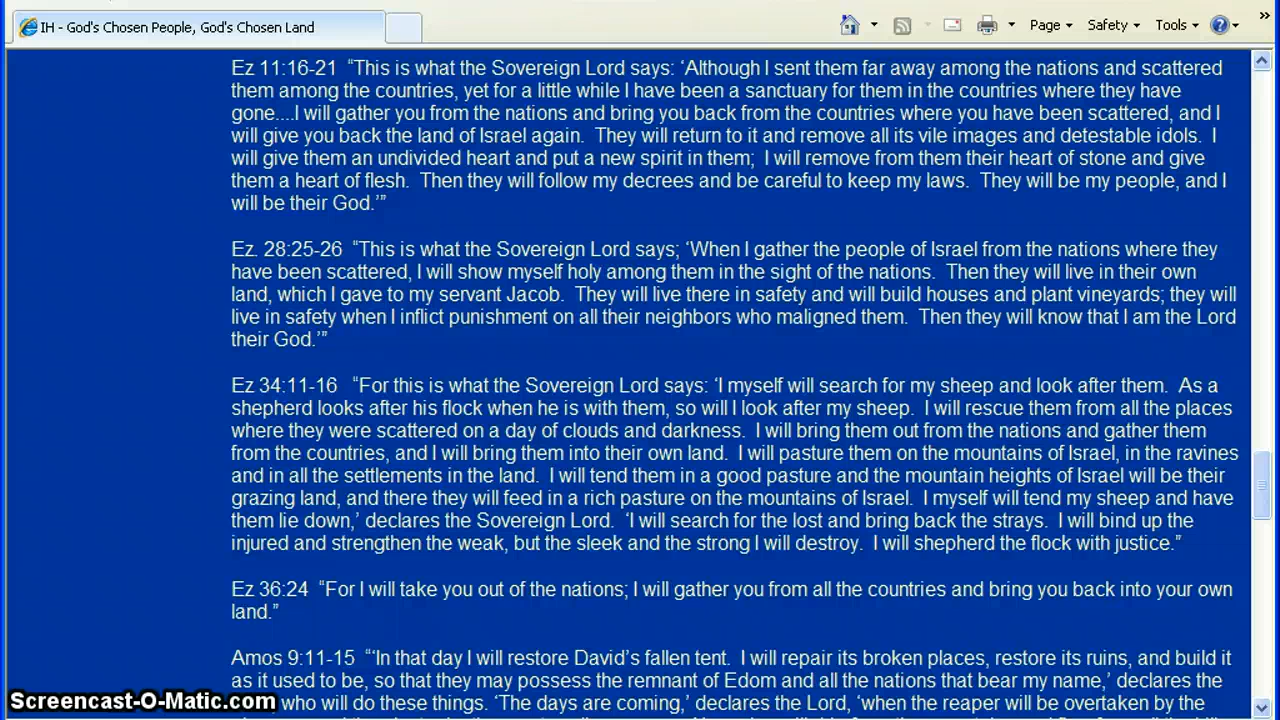 IH - God's Chosen People, God's Chosen Land
Page
Safety
Tools
Ez 11:16-21 “This is what the Sovereign Lord says: ‘Although I sent them far away among the nations and scattered
them among the countries, yet for a little while I have been a sanctuary for them in the countries where they have
gone....I will gather you from the nations and bring you back from the countries where you have been scattered, and I
will give you back the land of Israel again. They will return to it and remove all its vile images and detestable idols. I
will give them an undivided heart and put a new spirit in them; I will remove from them their heart of stone and give
them a heart of flesh. Then they will follow my decrees and be careful to keep my laws. They will be my people, and I
will be their God.’”
Ez. 28:25-26 “This is what the Sovereign Lord says; ‘When I gather the people of Israel from the nations where they
have been scattered, I will show myself holy among them in the sight of the nations. Then they will live in their own
land, which I gave to my servant Jacob. They will live there in safety and will build houses and plant vineyards; they will
live in safety when I inflict punishment on all their neighbors who maligned them. Then they will know that I am the Lord
their God.’”
Ez 34:11-16 “For this is what the Sovereign Lord says: ‘I myself will search for my sheep and look after them. As a
shepherd looks after his flock when he is with them, so will I look after my sheep. I will rescue them from all the places
where they were scattered on a day of clouds and darkness. I will bring them out from the nations and gather them
from the countries, and I will bring them into their own land. I will pasture them on the mountains of Israel, in the ravines
and in all the settlements in the land. I will tend them in a good pasture and the mountain heights of Israel will be their
grazing land, and there they will feed in a rich pasture on the mountains of Israel. I myself will tend my sheep and have
them lie down,’ declares the Sovereign Lord. ‘I will search for the lost and bring back the strays. I will bind up the
injured and strengthen the weak, but the sleek and the strong I will destroy. I will shepherd the flock with justice.”
Ez 36:24 “For I will take you out of the nations; I will gather you from all the countries and bring you back into your own
land.”
Amos 9:11-15 “‘In that day I will restore David’s fallen tent. I will repair its broken places, restore its ruins, and build it
as it used to be, so that they may possess the remnant of Edom and all the nations that bear my name,’ declares the
who will do these things. ‘The days are coming,’ declares the Lord, ‘when the reaper will be overtaken by the
Screencast-O-Matic.com